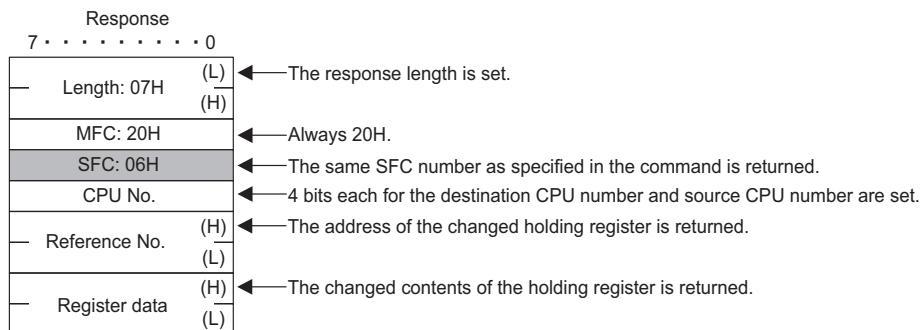 Response
7 · · · · · · · · · 0
Length: 07H (L) The response length is set.
(H)
MFC: 20H Always 20H.
SFC: 06H The same SFC number as specified in the command is returned.
CPU No. 4 bits each for the destination CPU number and source CPU number are set.
Reference No. (H) The address of the changed holding register is returned.
(L)
Register data (H) The changed contents of the holding register is returned.
(L)